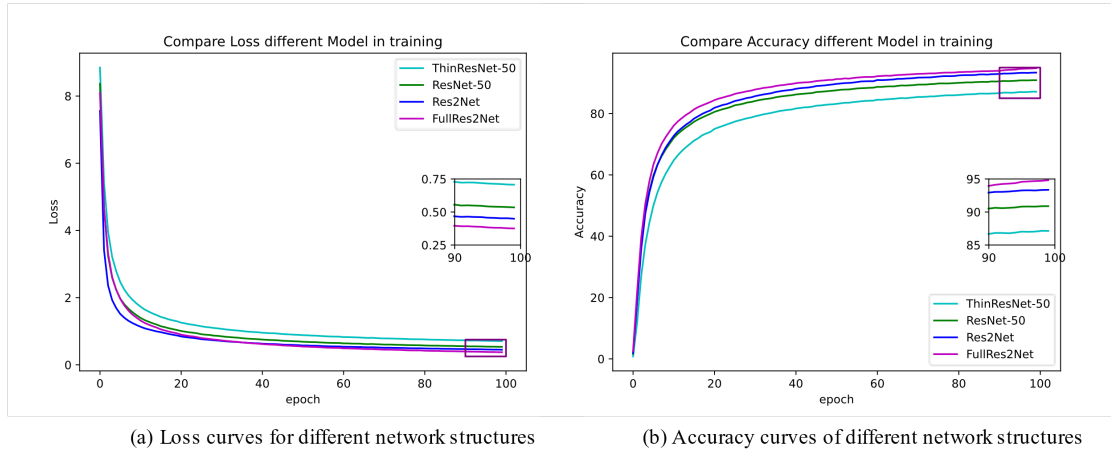 Compare Loss different Model in training
ThinResNet-50
ResNet-50
Res2Net
FullRes2Net
8
6
4
2
0
Loss
0.75
0.50
0.25
90
100
0
20
40
60
80
100
epoch
Compare Accuracy different Model in training
80
60
40
20
0
Accuracy
95
90
85
90
100
ThinResNet-50
ResNet-50
Res2Net
FullRes2Net
0
20
40
60
80
100
epoch
(a) Loss curves for different network structures
(b) Accuracy curves of different network structures